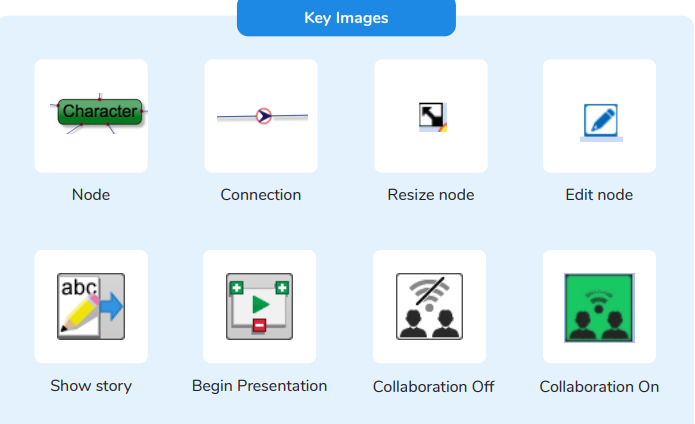 Key Images
Character
Node
Connection
Resize node
Edit node
abc
Show story
Begin Presentation
Collaboration Off
Collaboration On